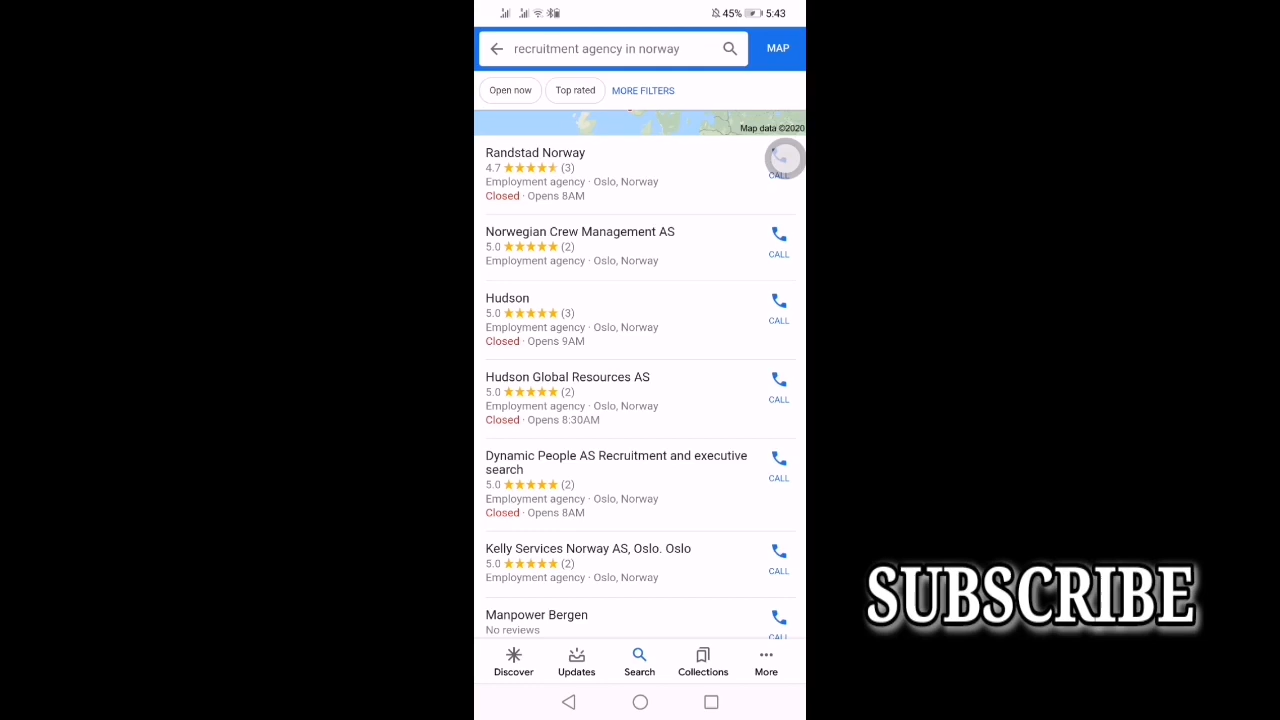 45% 5:43
recruitment agency in norway
MAP
Open now
Top rated
MORE FILTERS
Map data ©2020
Randstad Norway
4.7 (3)
Employment agency · Oslo, Norway
Closed · Opens 8AM
CALL
Norwegian Crew Management AS
5.0 (2)
Employment agency · Oslo, Norway
CALL
Hudson
5.0 (3)
Employment agency · Oslo, Norway
Closed · Opens 9AM
CALL
Hudson Global Resources AS
5.0 (2)
Employment agency · Oslo, Norway
Closed · Opens 8:30AM
CALL
Dynamic People AS Recruitment and executive
search
5.0 (2)
Employment agency · Oslo, Norway
Closed · Opens 8AM
CALL
Kelly Services Norway AS, Oslo. Oslo
5.0 (2)
Employment agency · Oslo, Norway
CALL
Manpower Bergen
No reviews
CALL
Discover
Updates
Search
Collections
More
SUBSCRIBE